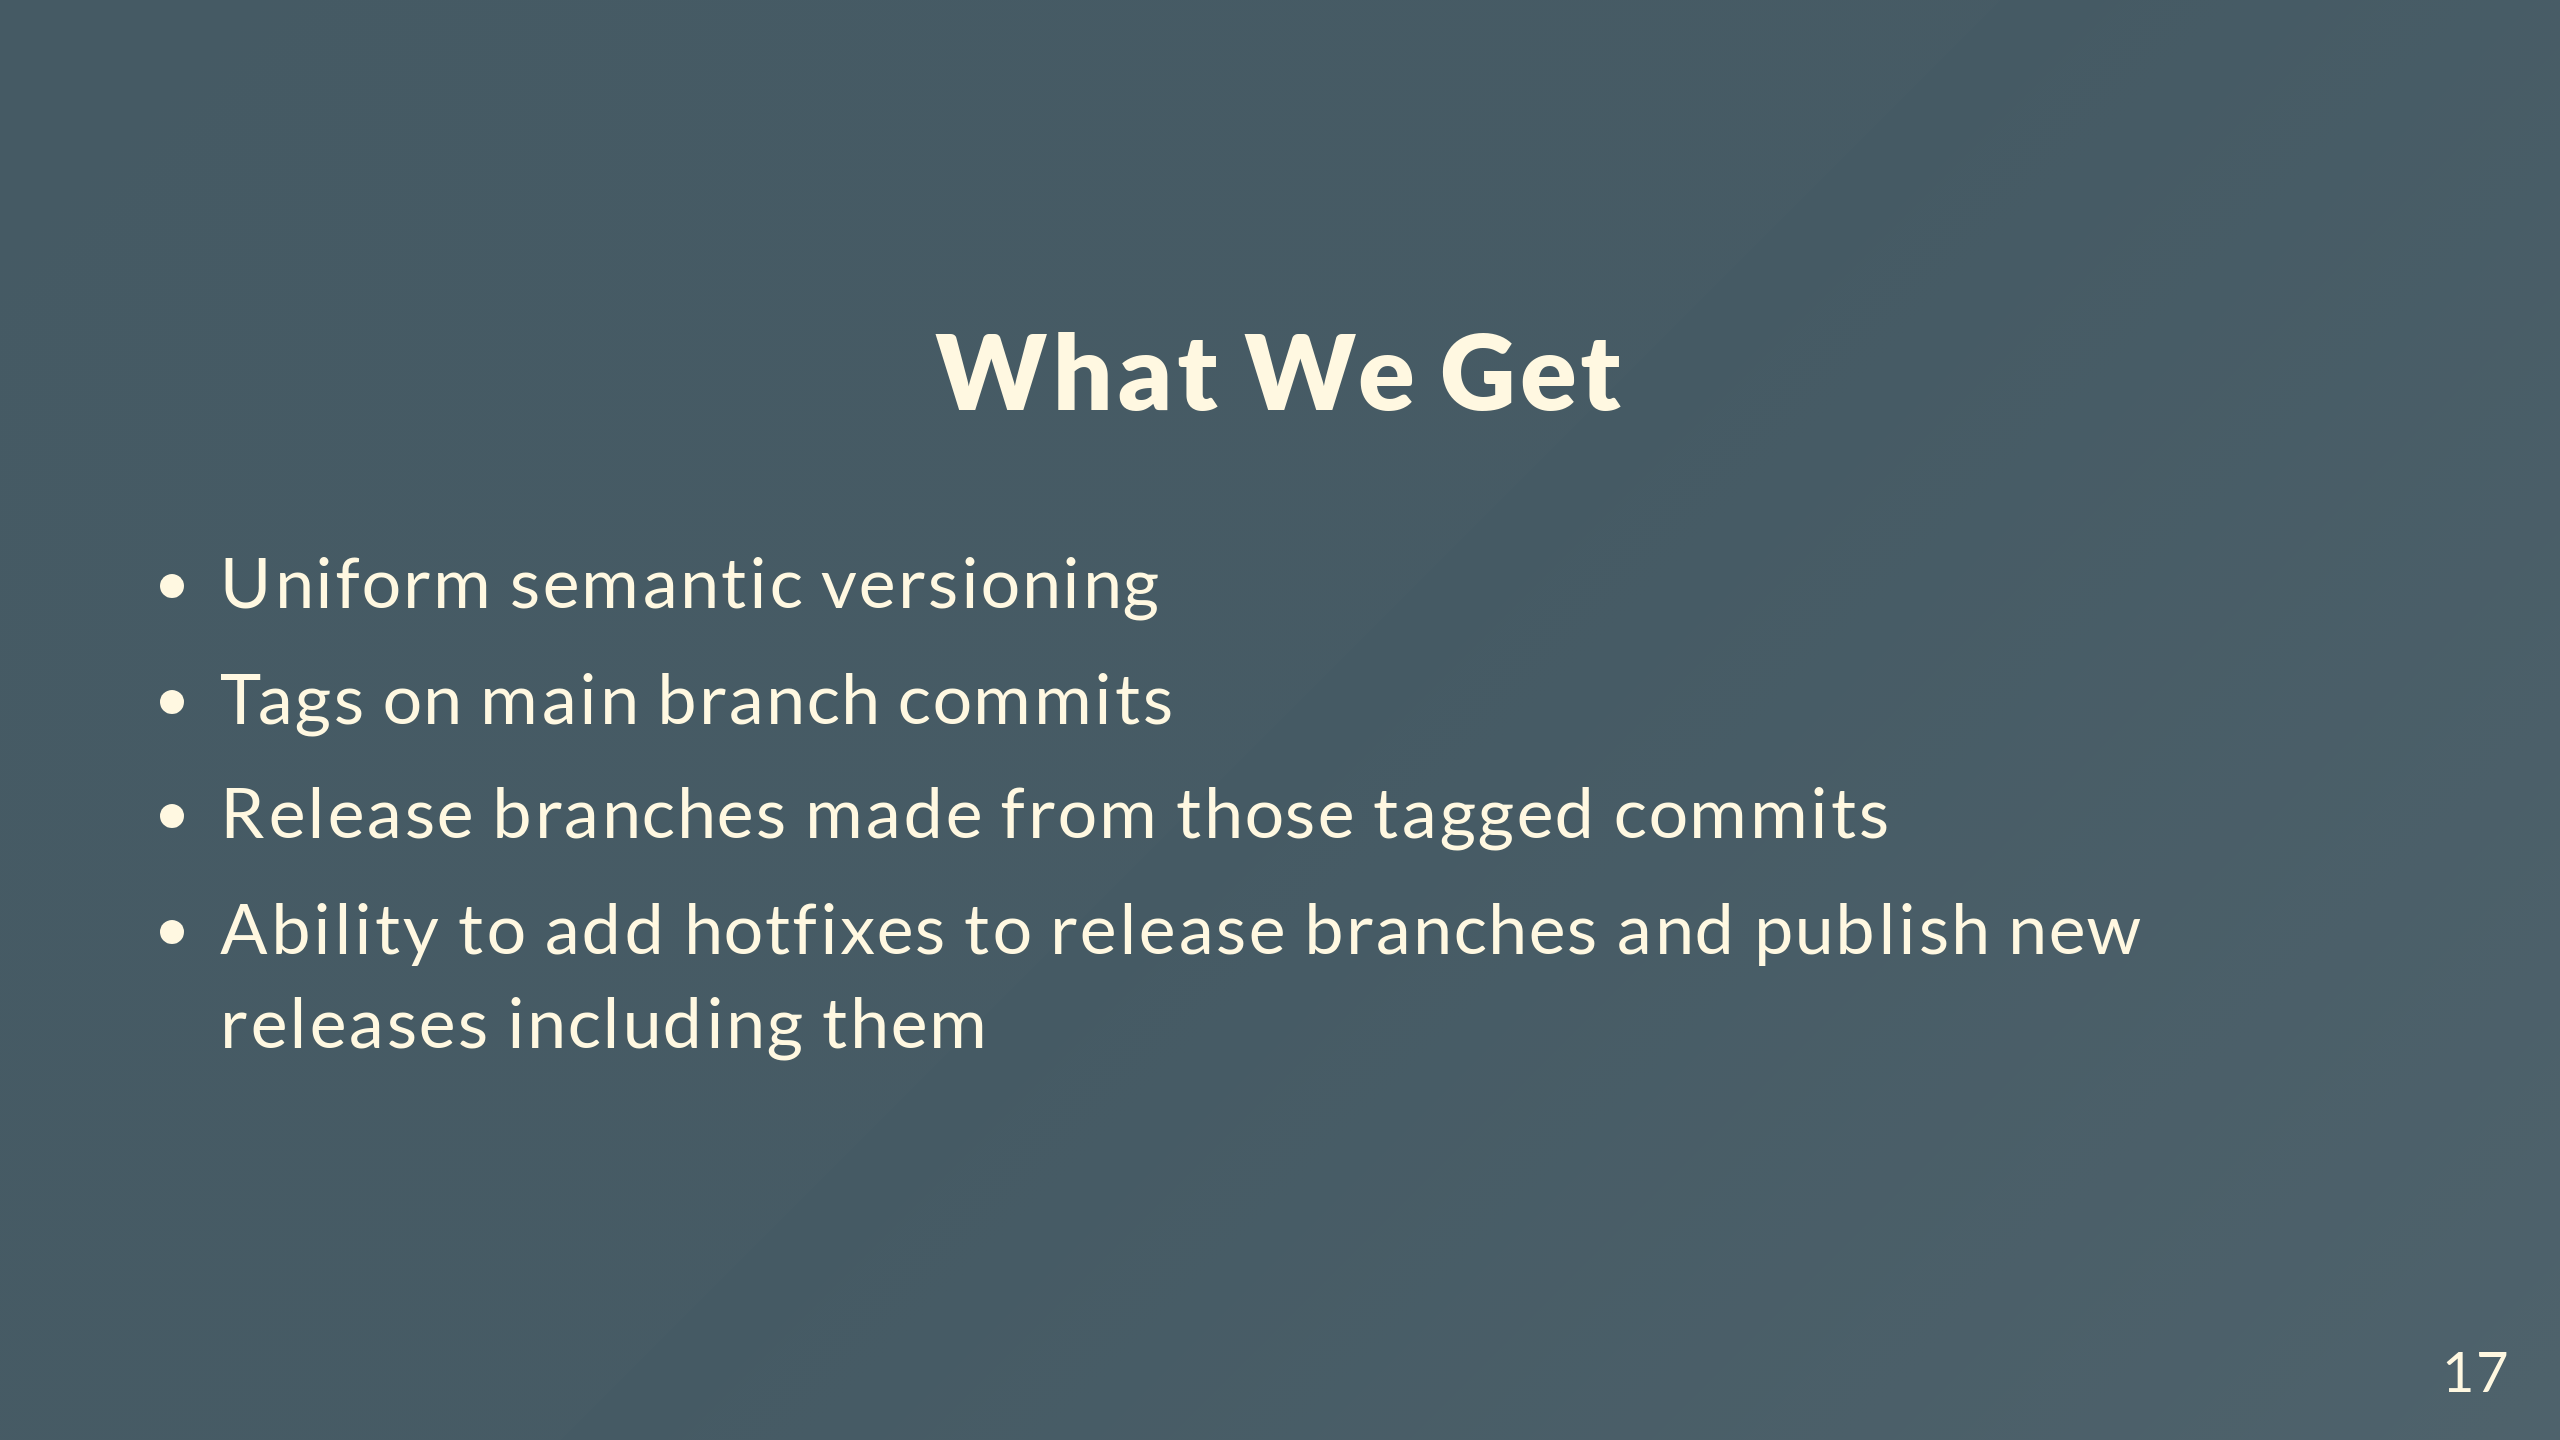 What We Get
• Uniform semantic versioning
• Tags on main branch commits
• Release branches made from those tagged commits
• Ability to add hotfixes to release branches and publish new
releases including them
17